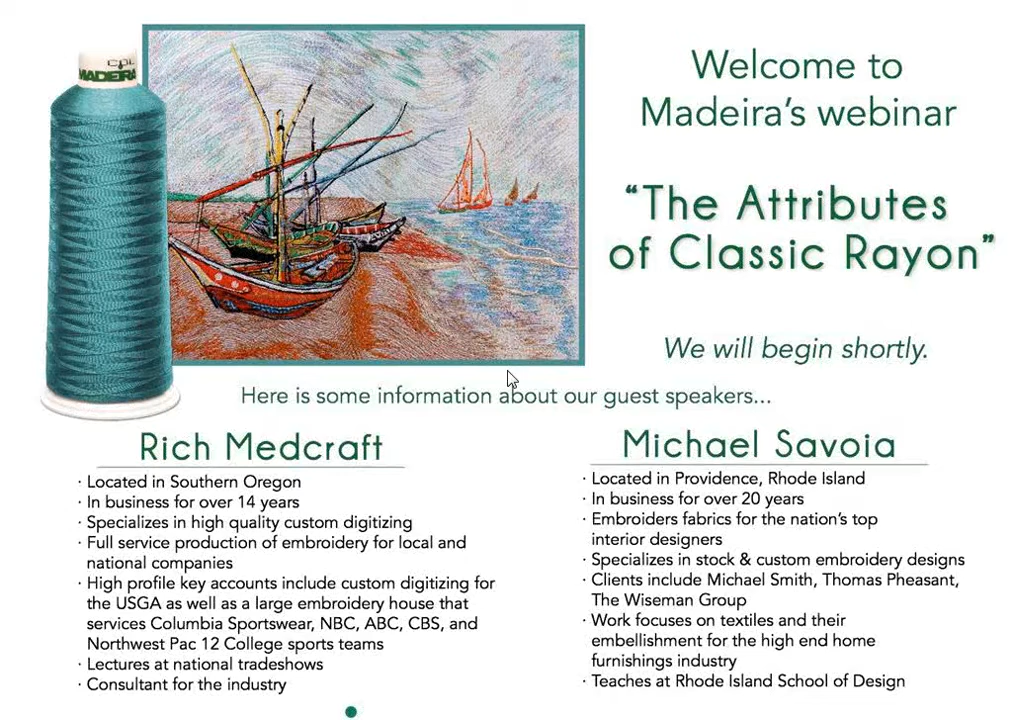 MADEIRA
Welcome to
Madeira's webinar
“The Attributes
of Classic Rayon”
We will begin shortly.
Here is some information about our guest speakers...
Rich Medcraft
· Located in Southern Oregon
· In business for over 14 years
· Specializes in high quality custom digitizing
· Full service production of embroidery for local and
national companies
· High profile key accounts include custom digitizing for
the USGA as well as a large embroidery house that
services Columbia Sportswear, NBC, ABC, CBS, and
Northwest Pac 12 College sports teams
· Lectures at national tradeshows
· Consultant for the industry
Michael Savoia
· Located in Providence, Rhode Island
· In business for over 20 years
· Embroiders fabrics for the nation's top
interior designers
· Specializes in stock & custom embroidery designs
· Clients include Michael Smith, Thomas Pheasant,
The Wiseman Group
· Work focuses on textiles and their
embellishment for the high end home
furnishings industry
· Teaches at Rhode Island School of Design